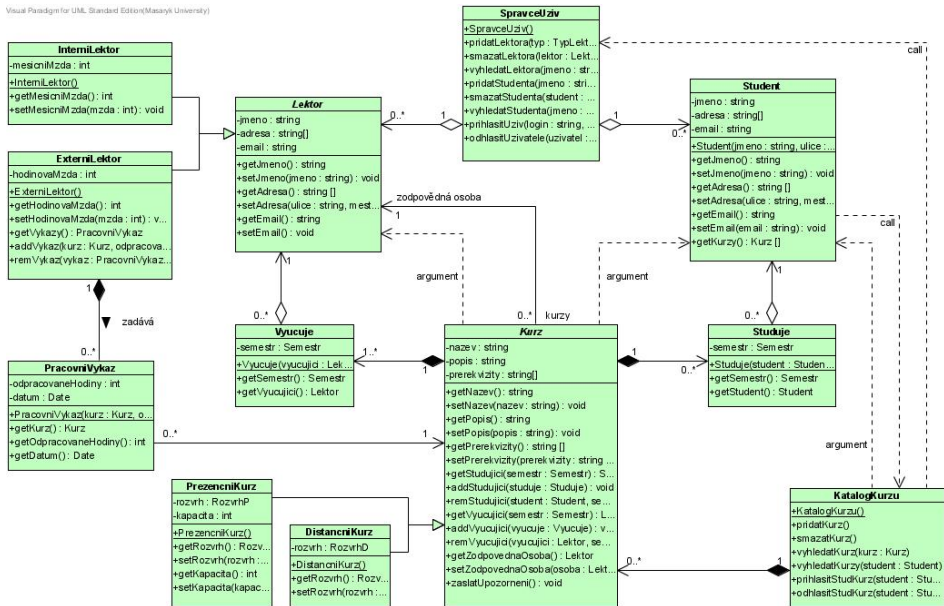 Visual Paradigm for UML Standard Edition(Masaryk University)
InterniLektor
-mesicniMzda : int
+InterniLektor()
+getMesicniMzda() : int
+setMesicniMzda(mzda : int) : void
ExterniLektor
-hodinovaMzda : int
+ExterniLektor()
+getHodinovaMzda() : int
+setHodinovaMzda(mzda : int) : v...
+getVykazy() : PracovniVykaz
+addVykaz(kurz : Kurz, odpracova...
+remVykaz(vykaz : PracovniVykaz...
1
zadává
0..*
PracovniVykaz
-odpracovaneHodiny : int
-datum : Date
+PracovniVykaz(kurz : Kurz, o...
+getKurz() : Kurz
+getOdpracovaneHodiny() : int
+getDatum() : Date
0..*
1
Lektor
-jmeno : string
-adresa : string[]
-email : string
+getJmeno() : string
+setJmeno(jmeno : string) : void
+getAdresa() : string []
+setAdresa(ulice : string, mest...
+getEmail() : string
+setEmail() : void
0..*
1
SpravceUziv
+SpravceUziv()
+pridatLektora(typ : TypLekt...
+smazatLektora(lektor : Lekt...
+vyhledatLektora(jmeno : str...
+pridatStudenta(jmeno : strin...
+smazatStudenta(student : ...
+vyhledatStudenta(jmeno : ...
+prihlasitUziv(login : string, ...
+odhlasitUzivatele(uzivatel : ...
1
0..*
call
Student
-jmeno : string
-adresa : string[]
-email : string
+Student(jmeno : string, ulice :...
+getJmeno() : string
+setJmeno(jmeno : string) : void
+getAdresa() : string []
+setAdresa(ulice : string, mest...
+getEmail() : string
+setEmail(email : string) : void
+getKurzy() : Kurz []
call
zodpovědná osoba
1
argument
argument
1
0..*
0..* kurzy
1
0..*
Vyucuje
-semestr : Semestr
+Vyucuje(vyucujici : Lek...
+getSemestr() : Semestr
+getVyucujici() : Lektor
1..*
1
Kurz
-nazev : string
-popis : string
-prerekvizity : string[]
+getNazev() : string
+setNazev(nazev : string) : void
+getPopis() : string
+setPopis(popis : string) : void
+getPrerekvizity() : string []
+setPrerekvizity(prerekvizity : string ...
+getStudujici(semestr : Semestr) : S...
+addStudujici(studuje : Studuje) : void
+remStudujici(student : Student, se...
+getVyucujici(semestr : Semestr) : L...
+addVyucujici(vyucuje : Vyucuje) : v...
+remVyucujici(vyucujici : Lektor, se...
+getZodpovednaOsoba() : Lektor
+setZodpovednaOsoba(osoba : Lekt...
+zaslatUpozorneni() : void
1
0..*
Studuje
-semestr : Semestr
+Studuje(student : Studen...
+getSemestr() : Semestr
+getStudent() : Student
argument
PrezencniKurz
-rozvrh : RozvrhP
-kapacita : int
+PrezencniKurz()
+getRozvrh() : Rozv...
+setRozvrh(rozvrh :...
+getKapacita() : int
+setKapacita(kapac...
DistancniKurz
-rozvrh : RozvrhD
+DistancniKurz()
+getRozvrh() : Rozv...
+setRozvrh(rozvrh :...
0..*
1
KatalogKurzu
+KatalogKurzu()
+pridatKurz()
+smazatKurz()
+vyhledatKurz(kurz : Kurz)
+vyhledatKurzy(student : Student)
+prihlasitStudKurz(student : Stu...
+odhlasitStudKurz(student : Stu...